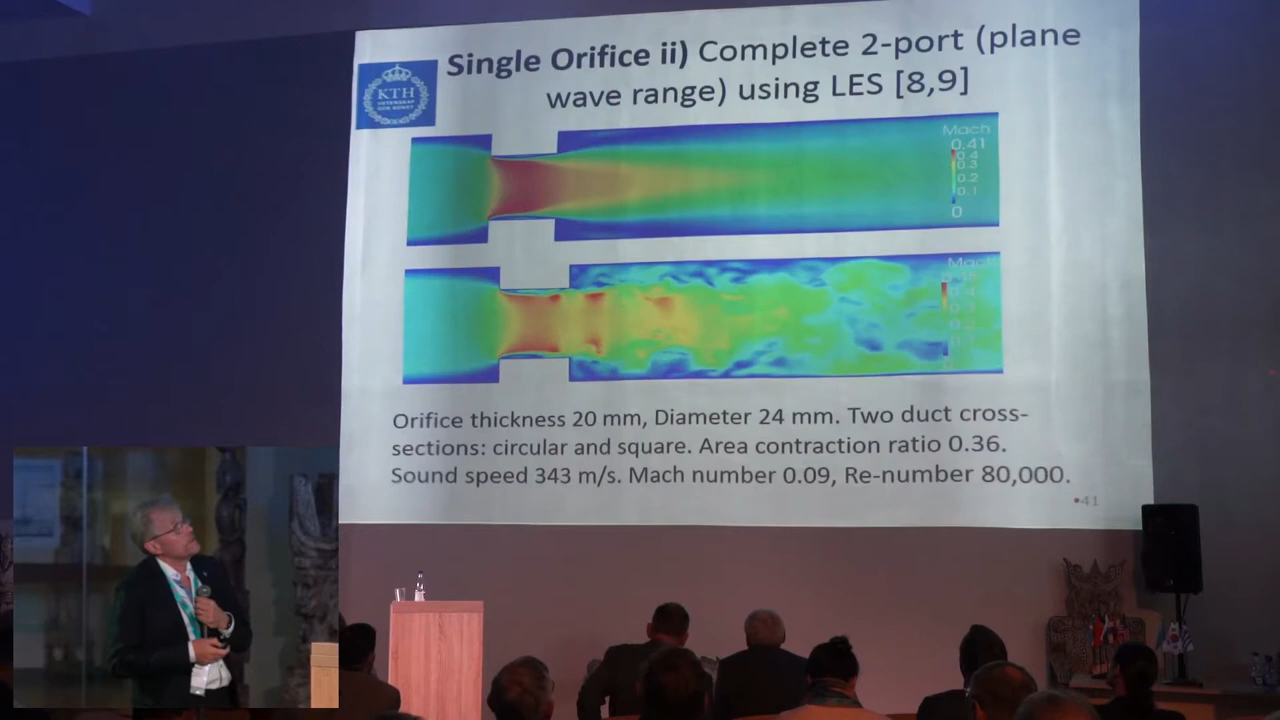 Single Orifice ii) Complete 2-port (plane
wave range) using LES [8,9]
KTH
VETENSKAP
OCH KONST
Mach
0.41
0.4
0.3
0.2
0.1
0
Mach
Orifice thickness 20 mm, Diameter 24 mm. Two duct cross-
sections: circular and square. Area contraction ratio 0.36.
Sound speed 343 m/s. Mach number 0.09, Re-number 80,000.
•41